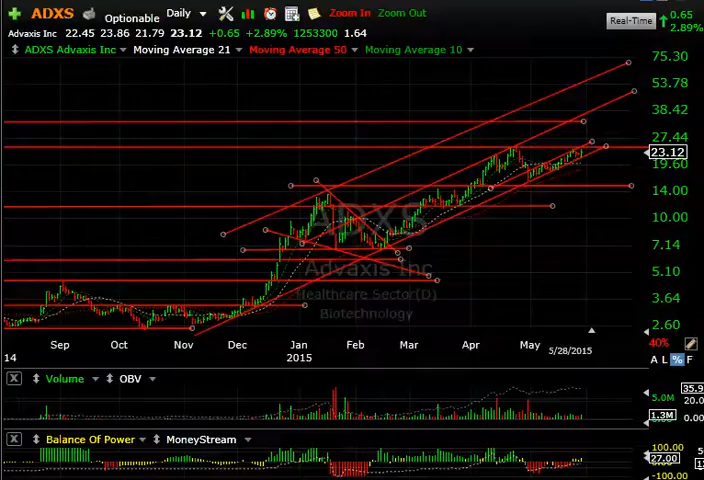 ADXS Optionable Daily Zoom In Zoom Out
Real-Time 0.65 2.89%
Advaxis Inc 22.45 23.86 21.79 23.12 +0.65 +2.89% 1253300 1.64
ADXS Advaxis Inc Moving Average 21 Moving Average 50 Moving Average 10
75.30
53.78
38.42
27.44
23.12
19.60
14.00
ADXS
10.00
7.14
Advaxis Inc
5.10
Healthcare Sector(D)
3.64
Biotechnology
2.60
Sep Oct Nov Dec Jan Feb Mar Apr May
40%
14 2015 5/28/2015
A L % F
X Volume OBV
35.9
5.0M 20.0
1.3M 0.00
X Balance Of Power MoneyStream
100.00
27.00
-100.00